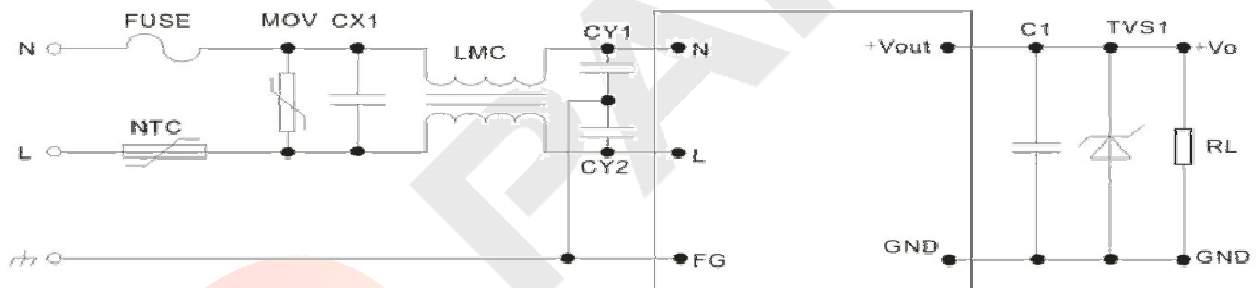 FUSE MOV CX1
N LMC CY1 N +Vout C1 TVS1 +Vo
NTC
L CY2 L RL
FG GND GND